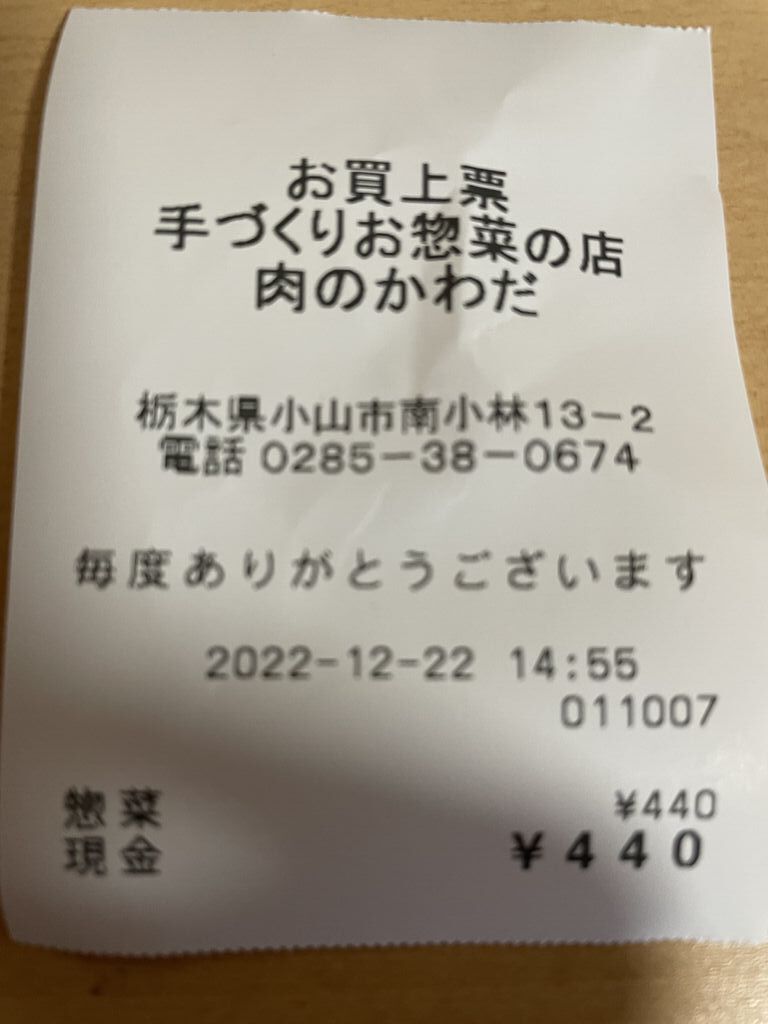 お買上票
手づくりお惣菜の店
肉のかわだ
栃木県小山市南小林13-2
電話 0285-38-0674
毎度ありがとうございます
2022-12-22 14:55
011007
惣菜 ¥440
現金 ¥440